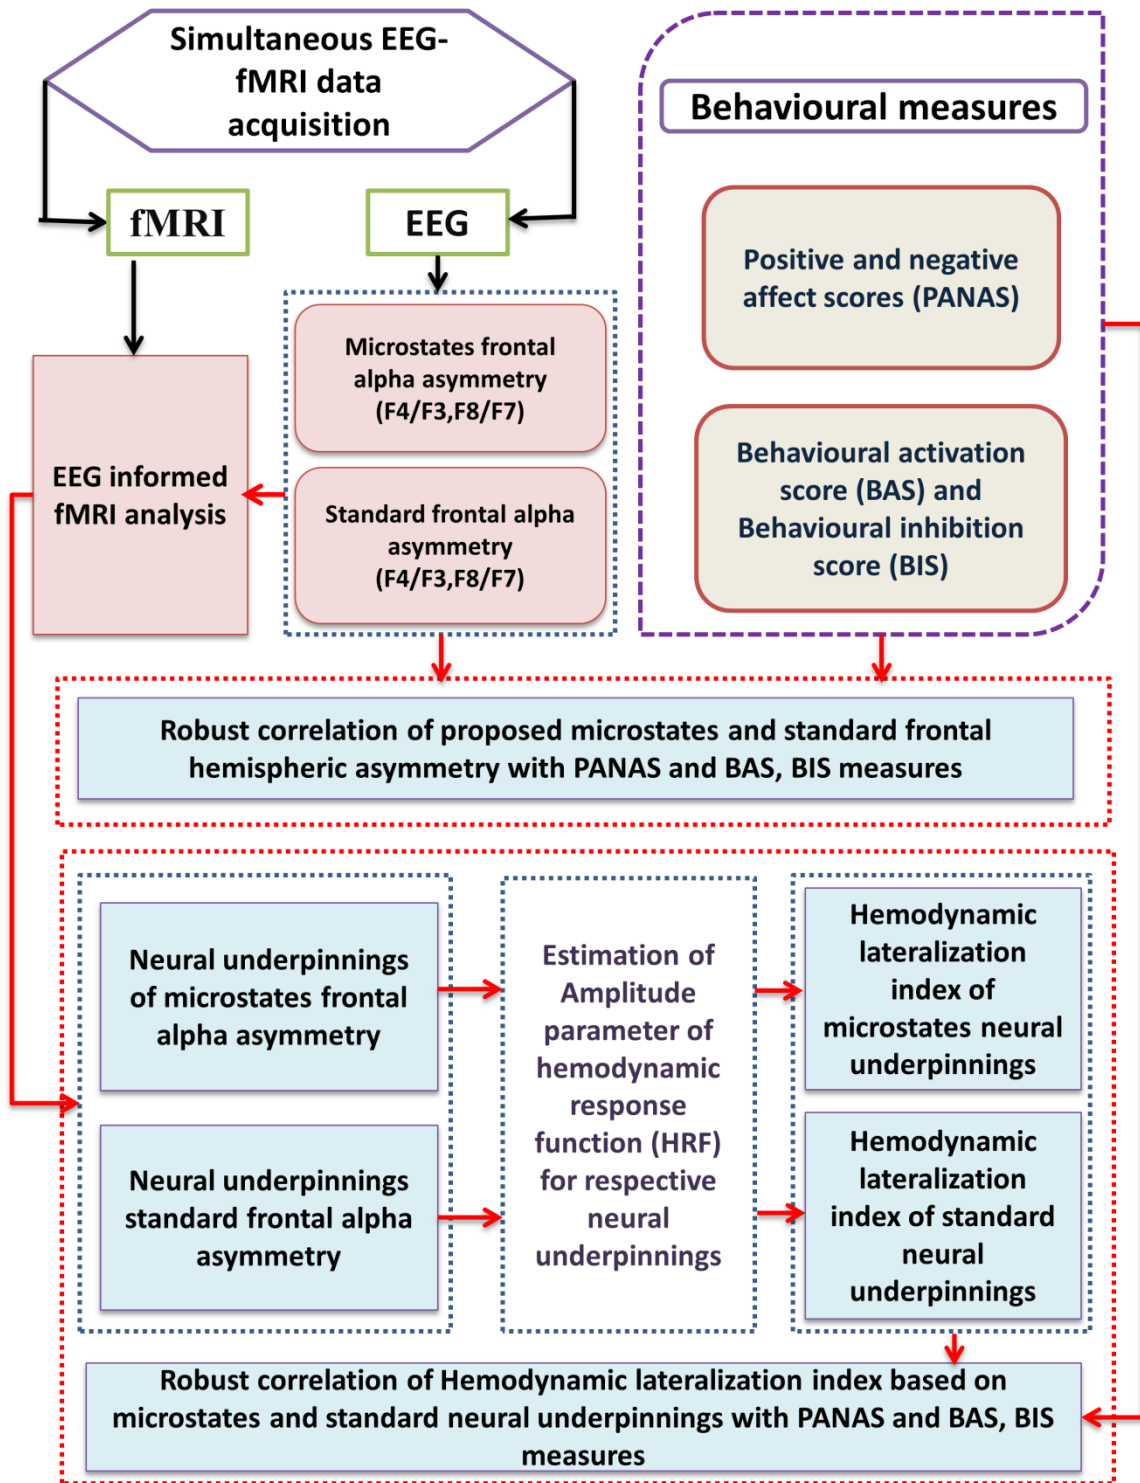 Simultaneous EEG-
fMRI data
acquisition
Behavioural measures
fMRI
EEG
Positive and negative
affect scores (PANAS)
Microstates frontal
alpha asymmetry
(F4/F3,F8/F7)
Behavioural activation
score (BAS) and
Behavioural inhibition
score (BIS)
EEG informed
fMRI analysis
Standard frontal alpha
asymmetry
(F4/F3,F8/F7)
Robust correlation of proposed microstates and standard frontal
hemispheric asymmetry with PANAS and BAS, BIS measures
Neural underpinnings
of microstates frontal
alpha asymmetry
Neural underpinnings
standard frontal alpha
asymmetry
Estimation of
Amplitude
parameter of
hemodynamic
response
function (HRF)
for respective
neural
underpinnings
Hemodynamic
lateralization
index of
microstates neural
underpinnings
Hemodynamic
lateralization
index of standard
neural
underpinnings
Robust correlation of Hemodynamic lateralization index based on
microstates and standard neural underpinnings with PANAS and BAS, BIS
measures